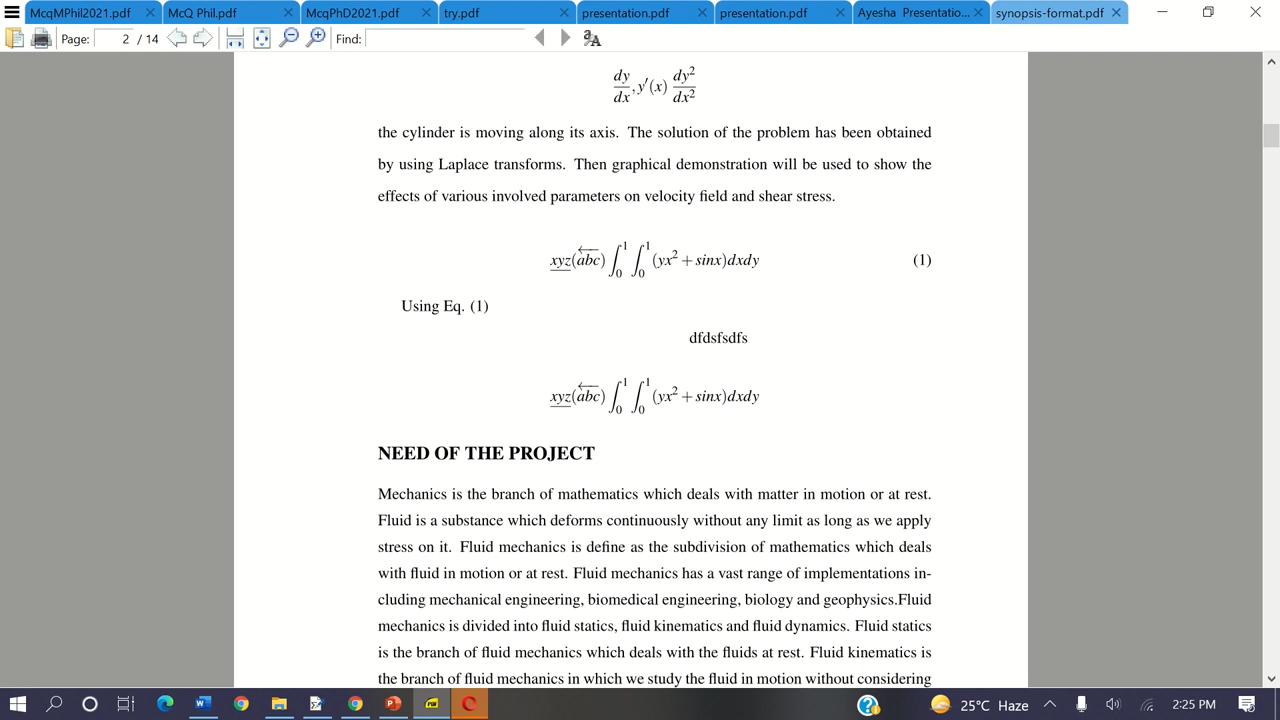 McqMPhil2021.pdf McQ Phil.pdf McqPhD2021.pdf try.pdf presentation.pdf presentation.pdf Ayesha Presentatio... synopsis-format.pdf
Page: 2 / 14 Find: aA
dy/dx, y′(x) dy²/dx²
the cylinder is moving along its axis. The solution of the problem has been obtained
by using Laplace transforms. Then graphical demonstration will be used to show the
effects of various involved parameters on velocity field and shear stress.
xyz(abc) ∫₀¹ ∫₀¹ (yx² + sinx)dxdy (1)
Using Eq. (1)
dfdsfsdfs
xyz(abc) ∫₀¹ ∫₀¹ (yx² + sinx)dxdy
NEED OF THE PROJECT
Mechanics is the branch of mathematics which deals with matter in motion or at rest.
Fluid is a substance which deforms continuously without any limit as long as we apply
stress on it. Fluid mechanics is define as the subdivision of mathematics which deals
with fluid in motion or at rest. Fluid mechanics has a vast range of implementations in-
cluding mechanical engineering, biomedical engineering, biology and geophysics.Fluid
mechanics is divided into fluid statics, fluid kinematics and fluid dynamics. Fluid statics
is the branch of fluid mechanics which deals with the fluids at rest. Fluid kinematics is
the branch of fluid mechanics in which we study the fluid in motion without considering
25°C Haze 2:25 PM